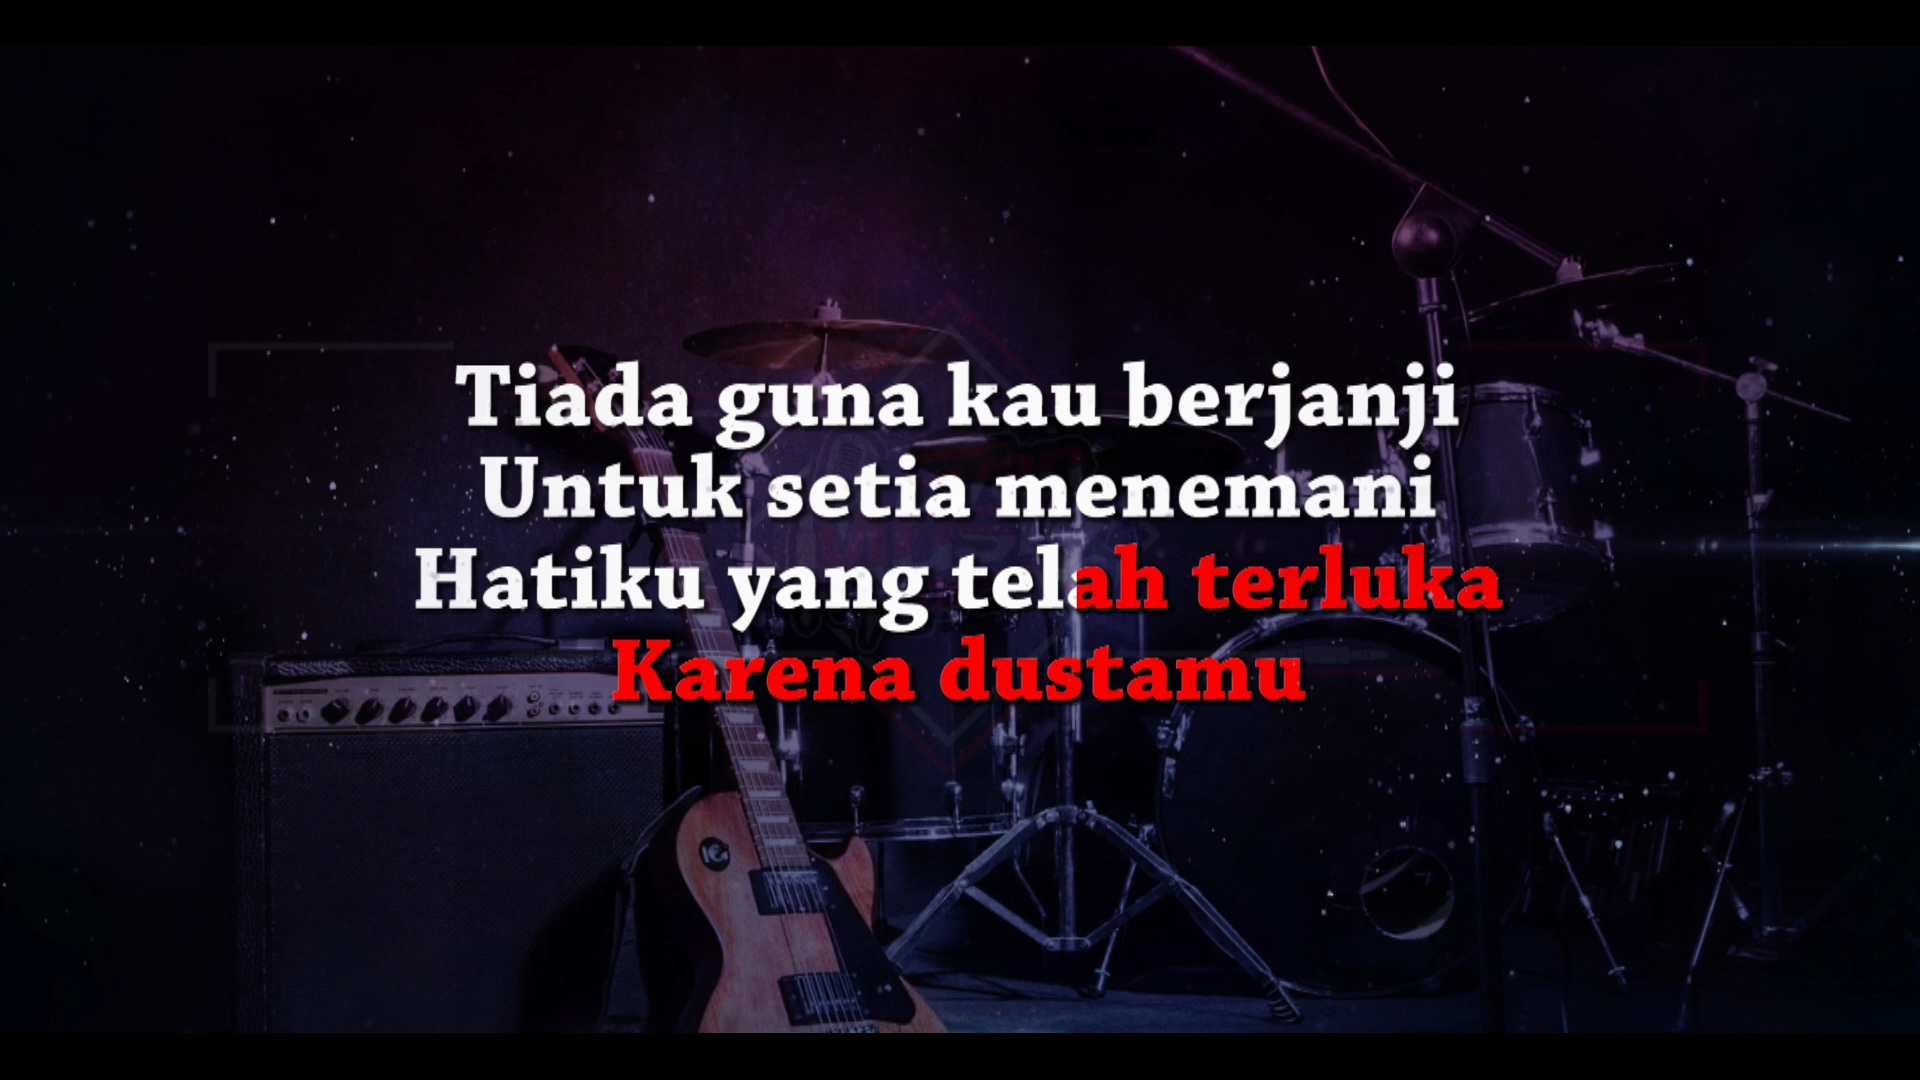 Tiada guna kau berjanji
Untuk setia menemani
Hatiku yang telah terluka
Karena dustamu